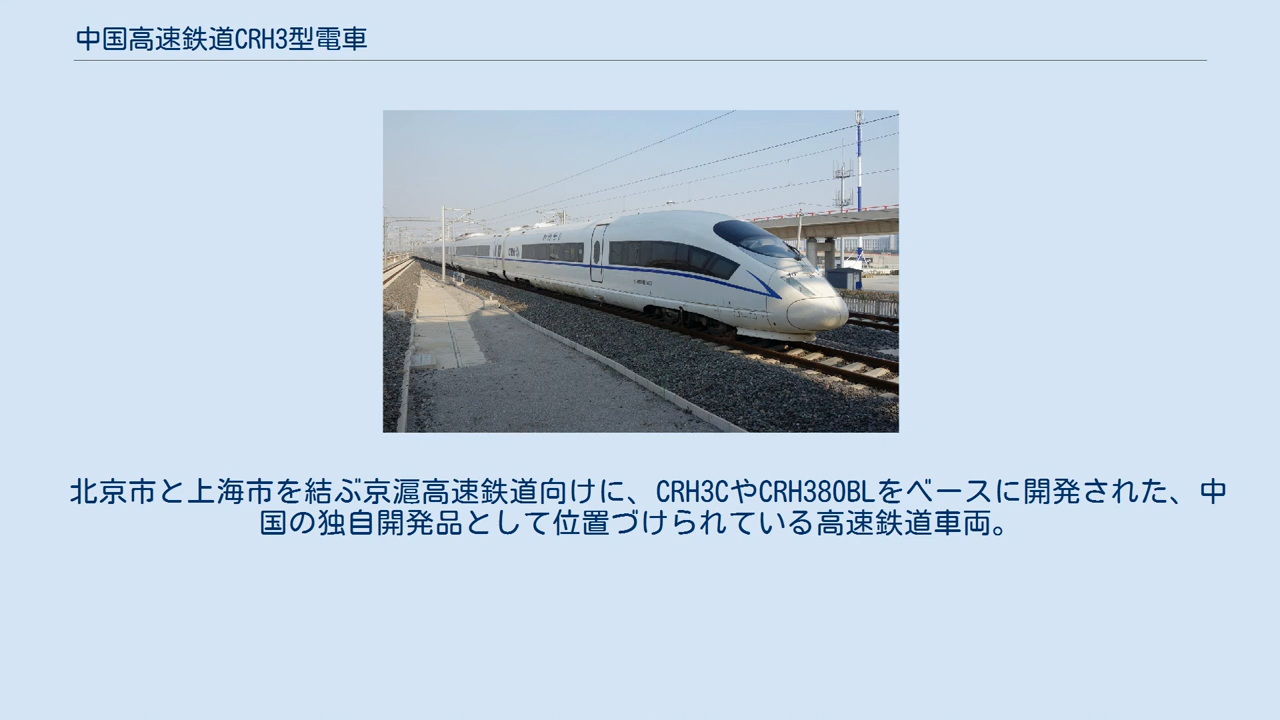 中国高速鉄道CRH3型電車
北京市と上海市を結ぶ京滬高速鉄道向けに、CRH3CやCRH380BLをベースに開発された、中
国の独自開発品として位置づけられている高速鉄道車両。